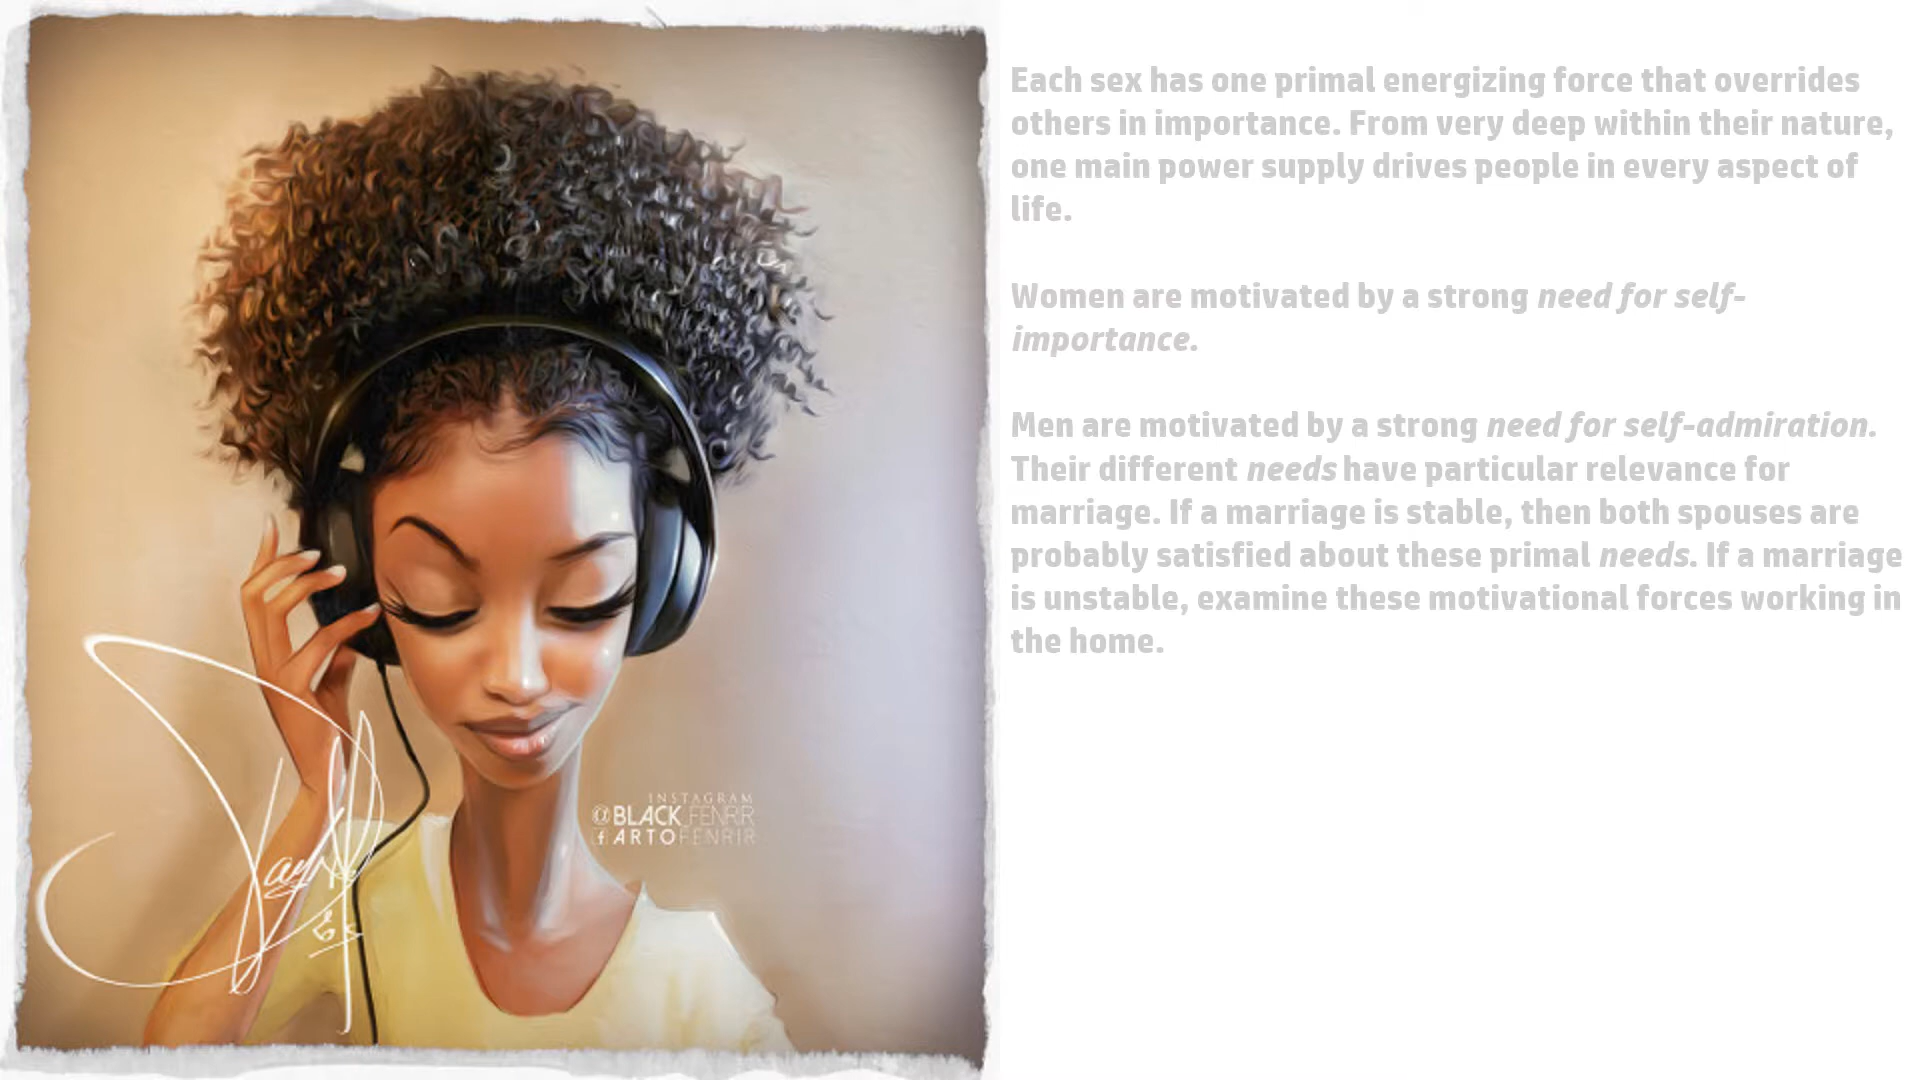 Each sex has one primal energizing force that overrides
others in importance. From very deep within their nature,
one main power supply drives people in every aspect of
life.
Women are motivated by a strong need for self-
importance.
Men are motivated by a strong need for self-admiration.
Their different needs have particular relevance for
marriage. If a marriage is stable, then both spouses are
probably satisfied about these primal needs. If a marriage
is unstable, examine these motivational forces working in
the home.
INSTAGRAM
@BLACK_FENRIR
f ARTOFENRIR